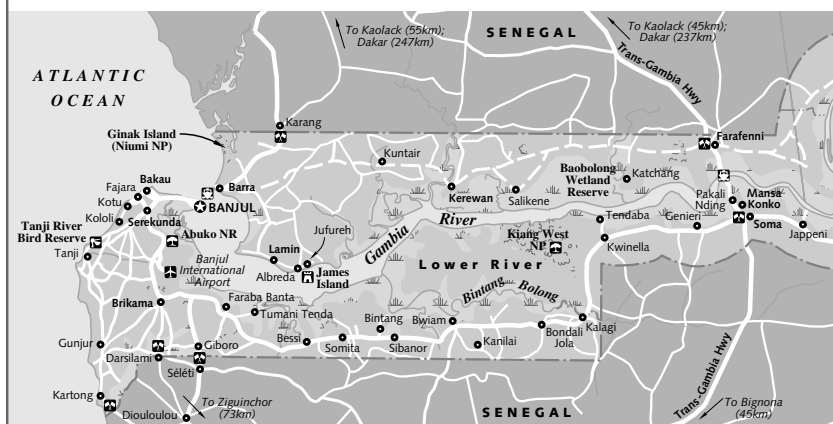 To Kaolack (55km);
Dakar (247km)
SENEGAL
To Kaolack (45km);
Dakar (237km)
Trans-Gambia Hwy
ATLANTIC
OCEAN
Karang
Ginak Island
(Niumi NP)
Farafenni
Kuntair
Bakau
Fajara
Kotu
Kololi
Barra
BANJUL
Serekunda
Kerewan
Salikene
Baobolong
Wetland
Reserve
Katchang
Pakali
Nding
Mansa
Konko
Soma
Jappeni
Genieri
Tendaba
Kwinella
Tanji River
Bird Reserve
Tanji
Abuko NR
Banjul
International
Airport
Lamin
Jufureh
Albreda
James
Island
Gambia
River
Kiang West
NP
Lower River
Bintang Bolong
Brikama
Faraba Banta
Tumani Tenda
Bintang
Bwiam
Kalagi
Bondali
Jola
Gunjur
Darsilami
Giboro
Bessi
Somita
Sibanor
Kanilai
Séléti
Kartong
Diouloulou
To Ziguinchor
(73km)
SENEGAL
Trans-Gambia Hwy
To Bignona
(45km)